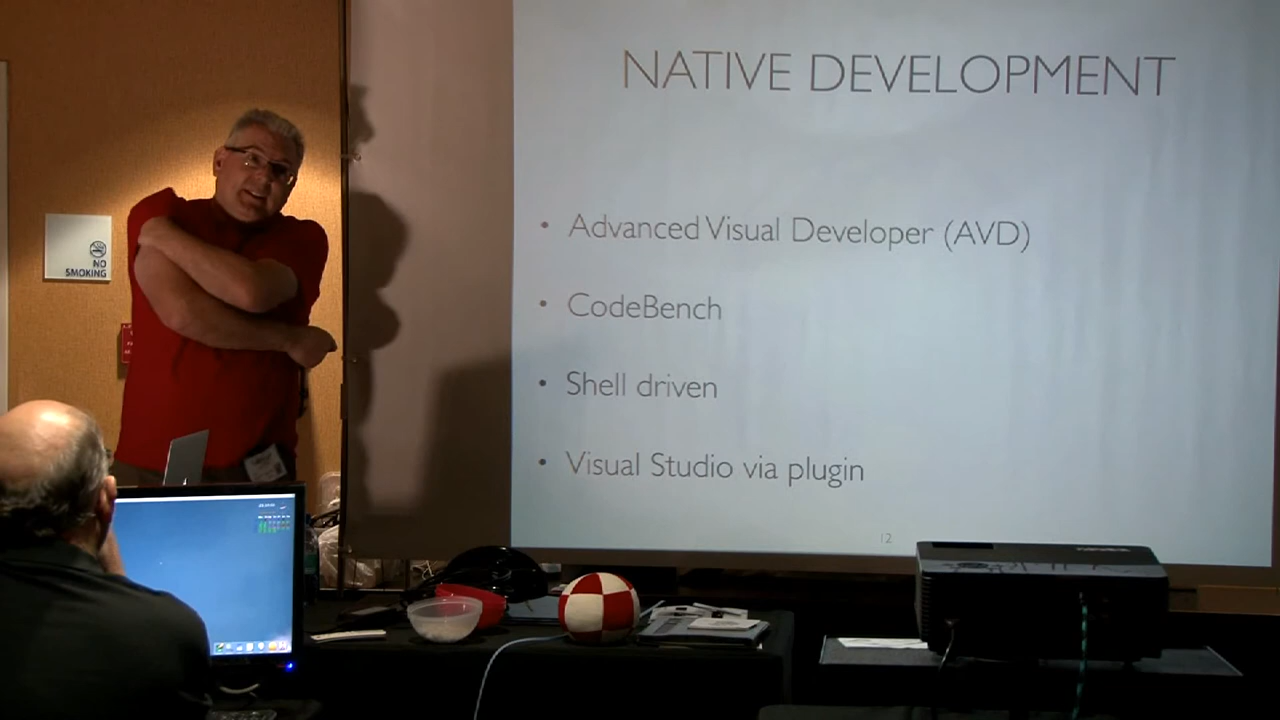 NATIVE DEVELOPMENT
• Advanced Visual Developer (AVD)
• CodeBench
• Shell driven
• Visual Studio via plugin
12
NO
SMOKING